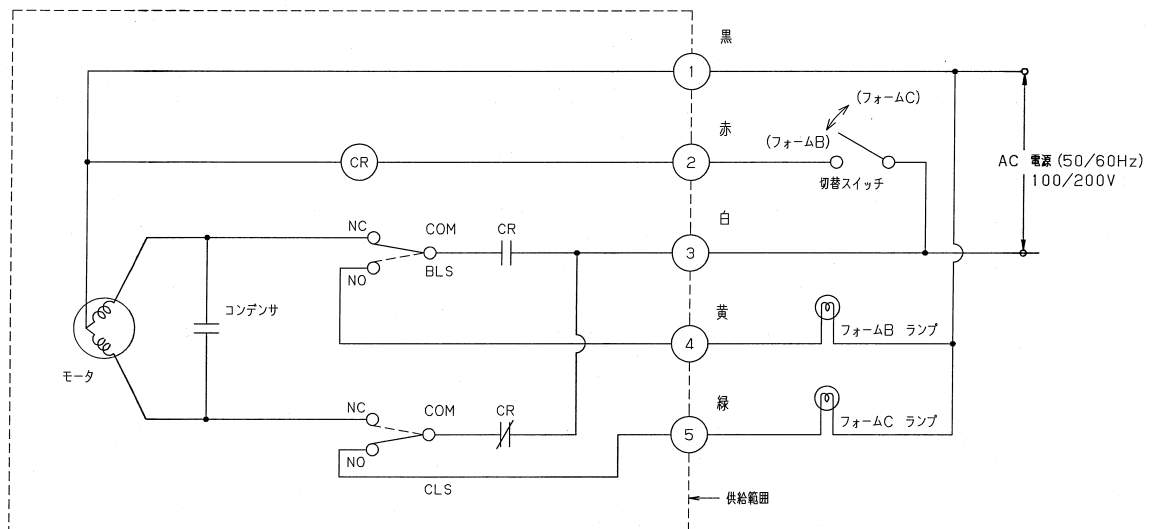 黒
1
(フォームC)
赤
(フォームB)
CR
2
切替スイッチ
AC 電源(50/60Hz)
100/200V
白
NC
COM
CR
3
NO
BLS
コンデンサ
黄
4
フォームB ランプ
モータ
NC
COM
CR
緑
5
フォームC ランプ
NO
CLS
供給範囲